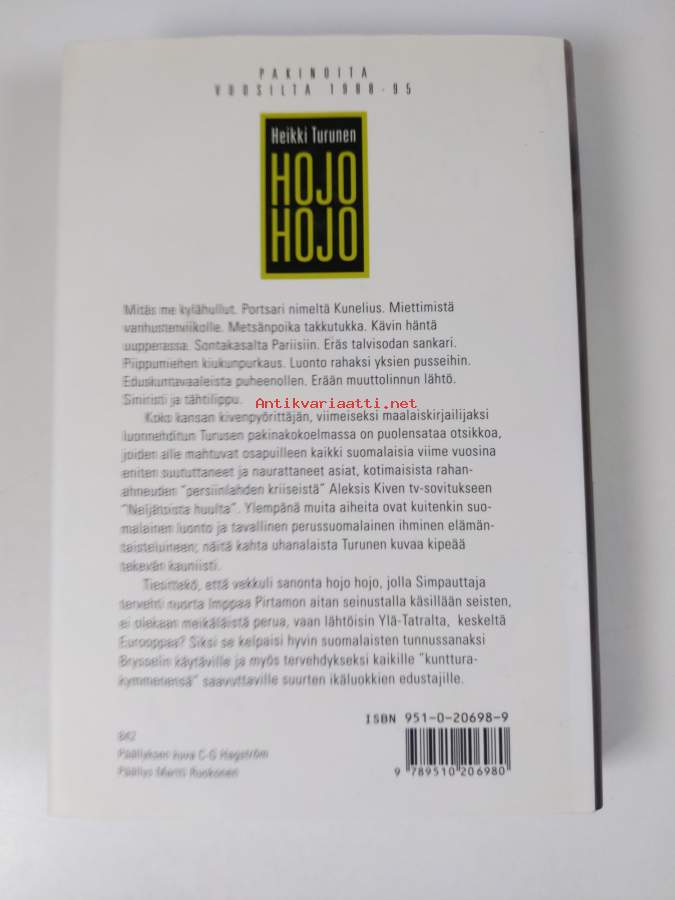 PAKINOITA
VUOSILTA 1988-95
Heikki Turunen
HOJO
HOJO
Mitäs me kylähullut. Portsari nimeltä Kunelius. Miettimistä
vanhustenviikolle. Metsänpoika takkutukka. Kävin häntä
uupperassa. Sontakasalta Pariisiin. Eräs talvisodan sankari.
Piippumiehen kiukunpurkaus. Luonto rahaksi yksien pusseihin.
Eduskuntavaaleista puheenollen. Erään muuttolinnun lähtö.
Siniristi ja tähtilippu.
Antikvariaatti.net
Koko kansan kivenpyörittäjän, viimeiseksi maalaiskirjailijaksi
luonnehditun Turusen pakinakokoelmassa on puolensataa otsikkoa,
joiden alle mahtuvat osapuilleen kaikki suomalaisia viime vuosina
eniten suututtaneet ja naurattaneet asiat, kotimaisista rahan-
ahneuden "persiinlahden kriiseistä" Aleksis Kiven tv-sovitukseen
"Neljänsistä huulta". Ylempänä muita aiheita ovat kuitenkin suo-
malainen luonto ja tavallinen perussuomalainen ihminen elämän-
taisteluineen; näitä kahta uhanalaista Turunen kuvaa kipeää
tekevän kauniisti.
Tiesittekö, että vekkuli sanonta hojo hojo, jolla Simpauttaja
tervehti nuorta Imppaa Pirtamon aitan seinustalla käsillään seisten,
ei olekaan meikäläistä perua, vaan lähtöisin Ylä-Tatralta, keskeltä
Eurooppaa? Siksi se kelpaisi hyvin suomalaisten tunnussanaksi
Brysselin käytäville ja myös tervehdykseksi kaikille "kunttura-
kymmenensä" saavuttaville suurten ikäluokkien edustajille.
ISBN 951-0-20698-9
842
Päällyksen kuva C-G Hagström
Päällys Martti Ruokonen
9 789510 206980